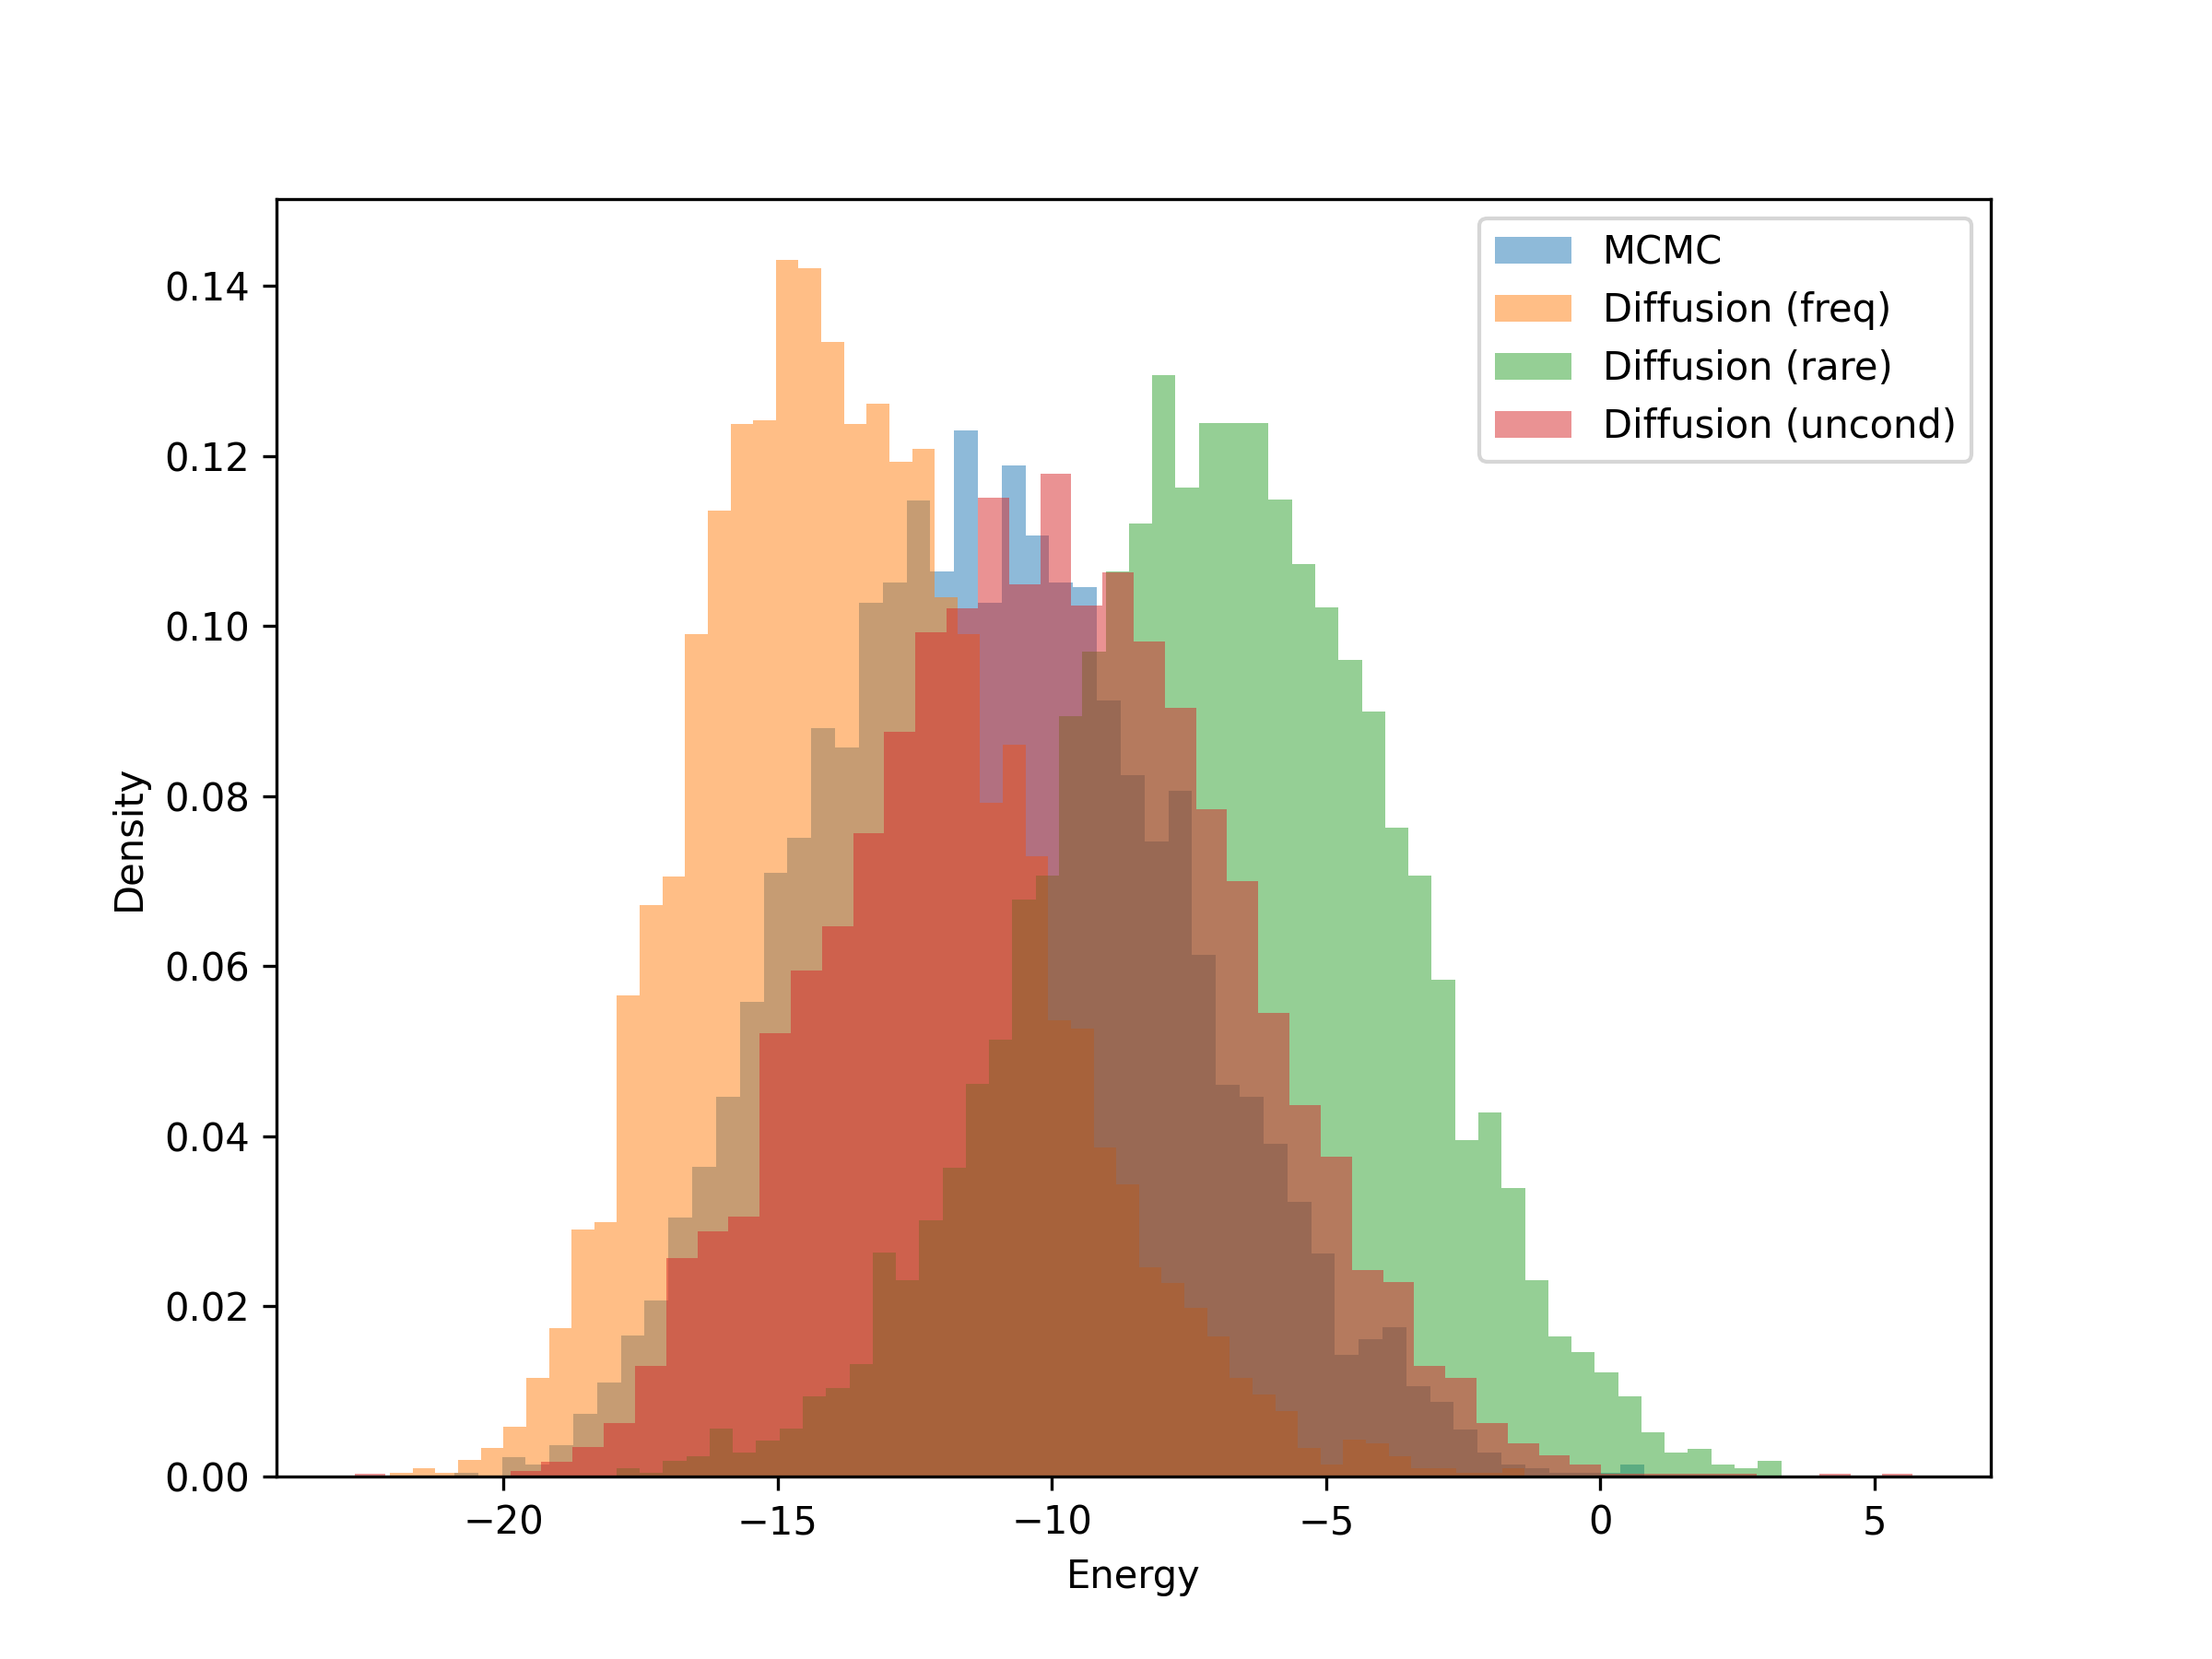 MCMC
Diffusion (freq)
Diffusion (rare)
Diffusion (uncond)
0.14
0.12
0.10
0.08
0.06
0.04
0.02
0.00
Density
−20 −15 −10 −5 0 5
Energy